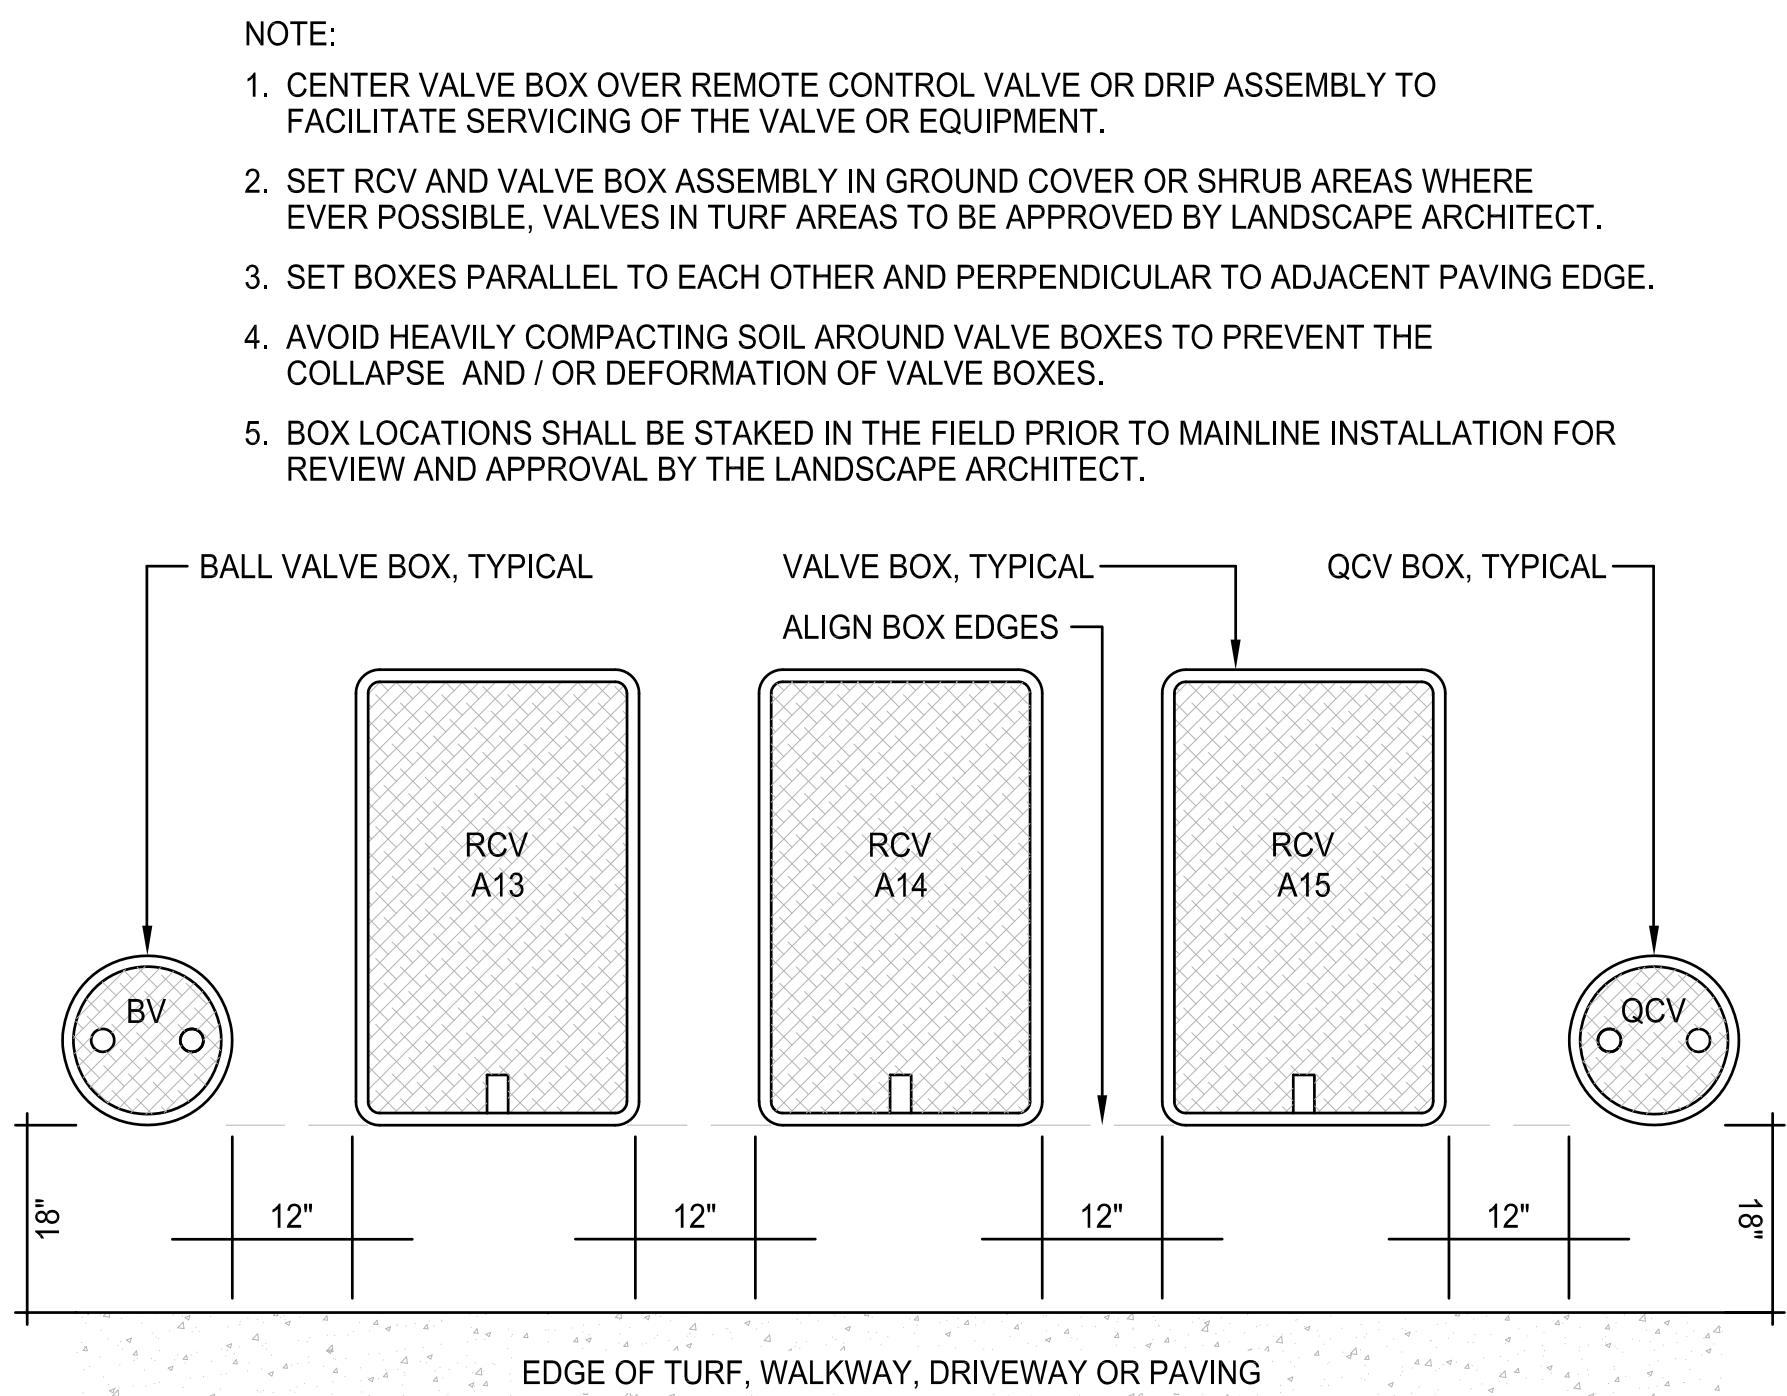 NOTE:
1. CENTER VALVE BOX OVER REMOTE CONTROL VALVE OR DRIP ASSEMBLY TO
FACILITATE SERVICING OF THE VALVE OR EQUIPMENT.
2. SET RCV AND VALVE BOX ASSEMBLY IN GROUND COVER OR SHRUB AREAS WHERE
EVER POSSIBLE, VALVES IN TURF AREAS TO BE APPROVED BY LANDSCAPE ARCHITECT.
3. SET BOXES PARALLEL TO EACH OTHER AND PERPENDICULAR TO ADJACENT PAVING EDGE.
4. AVOID HEAVILY COMPACTING SOIL AROUND VALVE BOXES TO PREVENT THE
COLLAPSE AND / OR DEFORMATION OF VALVE BOXES.
5. BOX LOCATIONS SHALL BE STAKED IN THE FIELD PRIOR TO MAINLINE INSTALLATION FOR
REVIEW AND APPROVAL BY THE LANDSCAPE ARCHITECT.
BALL VALVE BOX, TYPICAL
VALVE BOX, TYPICAL
QCV BOX, TYPICAL
ALIGN BOX EDGES
RCV
A13
RCV
A14
RCV
A15
BV
QCV
18"
12"
12"
12"
12"
18"
EDGE OF TURF, WALKWAY, DRIVEWAY OR PAVING